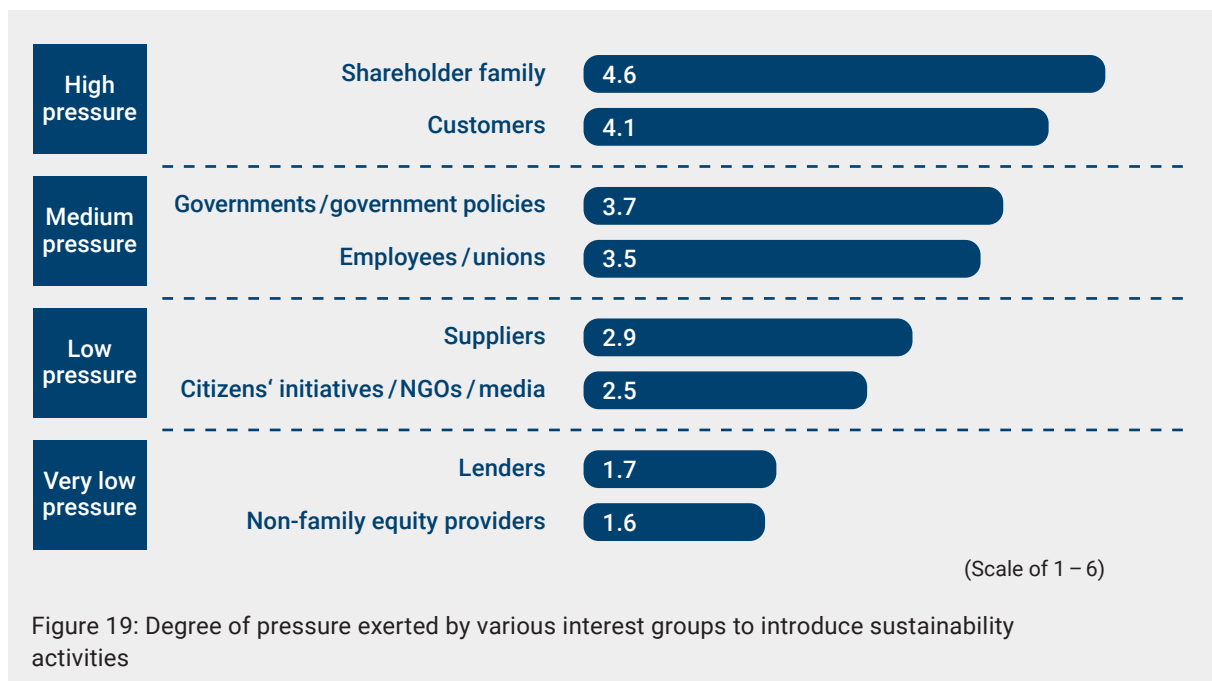 High
pressure
Shareholder family 4.6
Customers 4.1
Medium
pressure
Governments/government policies 3.7
Employees/unions 3.5
Low
pressure
Suppliers 2.9
Citizens‘ initiatives/NGOs/media 2.5
Very low
pressure
Lenders 1.7
Non-family equity providers 1.6
(Scale of 1–6)
Figure 19: Degree of pressure exerted by various interest groups to introduce sustainability
activities